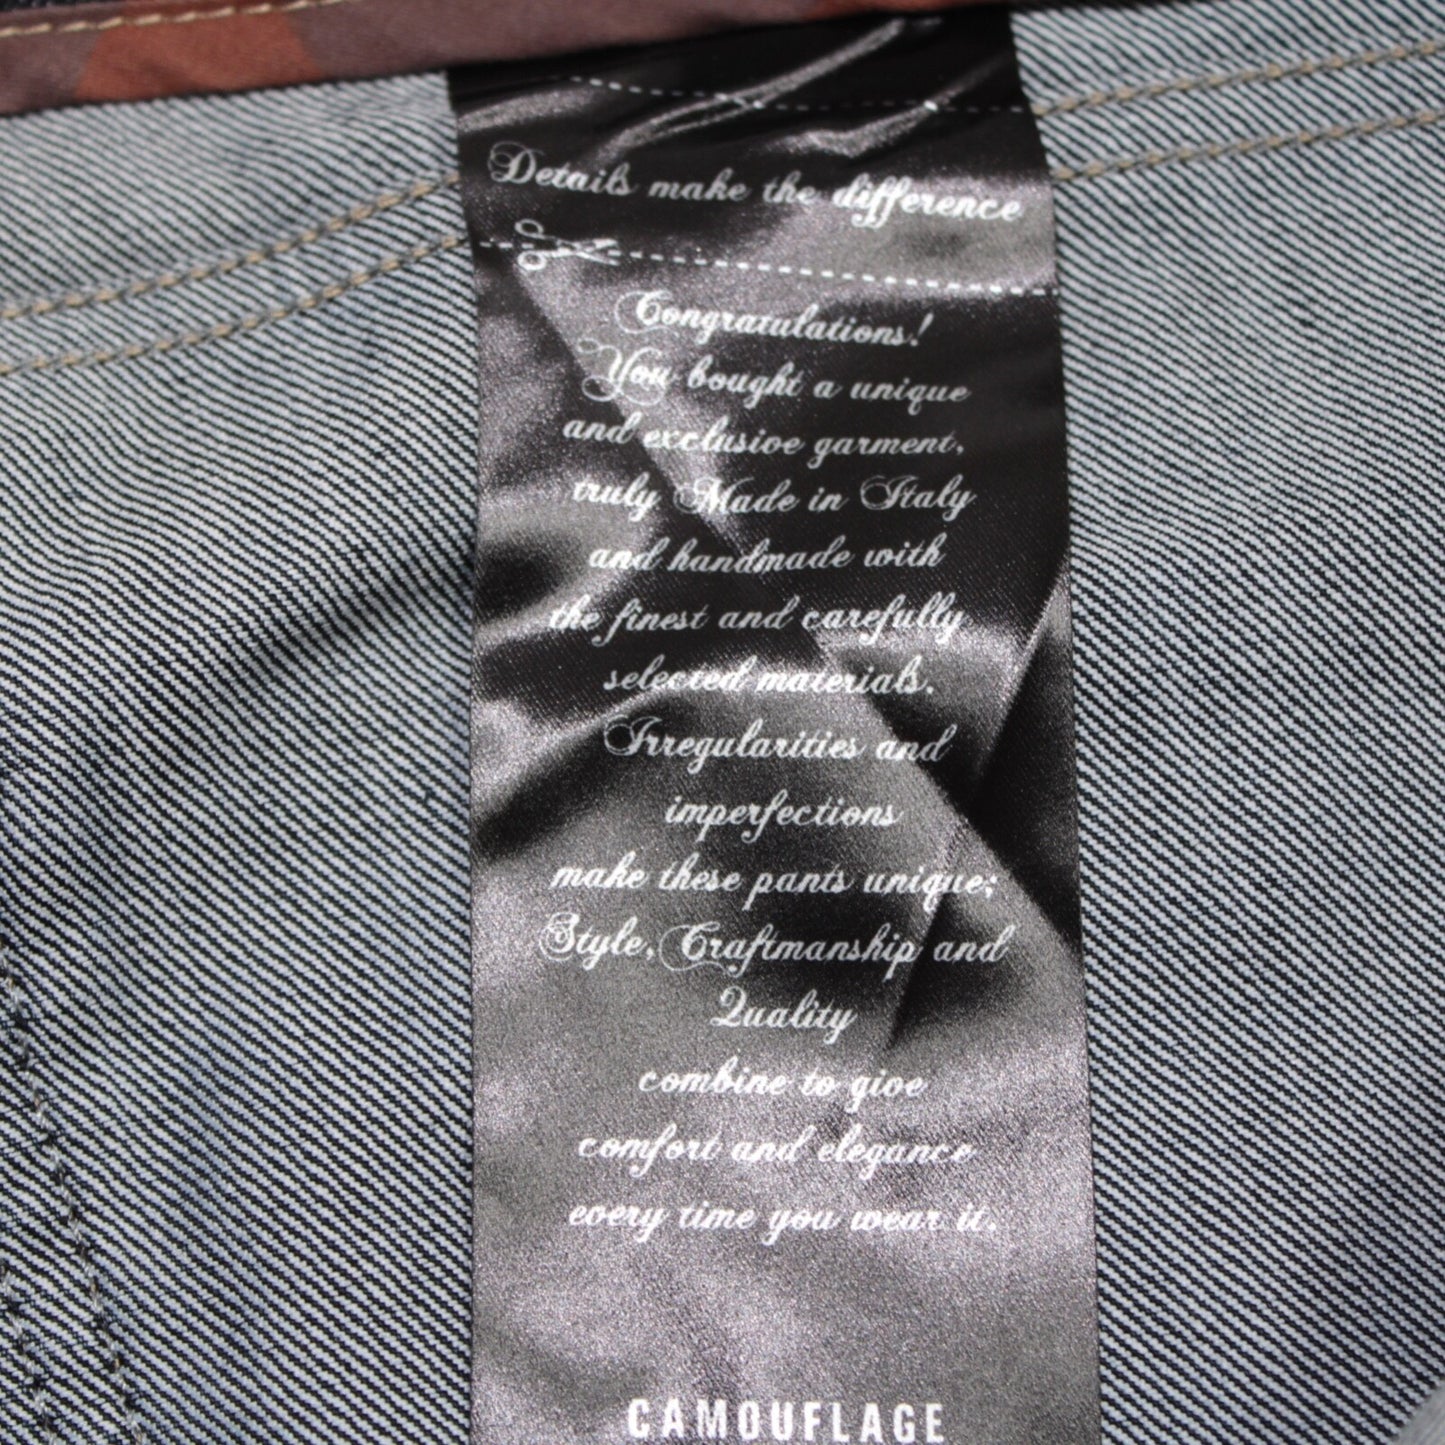 Details make the difference
Congratulations!
You bought a unique
and exclusive garment,
truly Made in Italy
and handmade with
the finest and carefully
selected materials.
Irregularities and
imperfections
make these pants unique;
Style, Craftmanship and
Quality
combine to give
comfort and elegance
every time you wear it.
CAMOUFLAGE